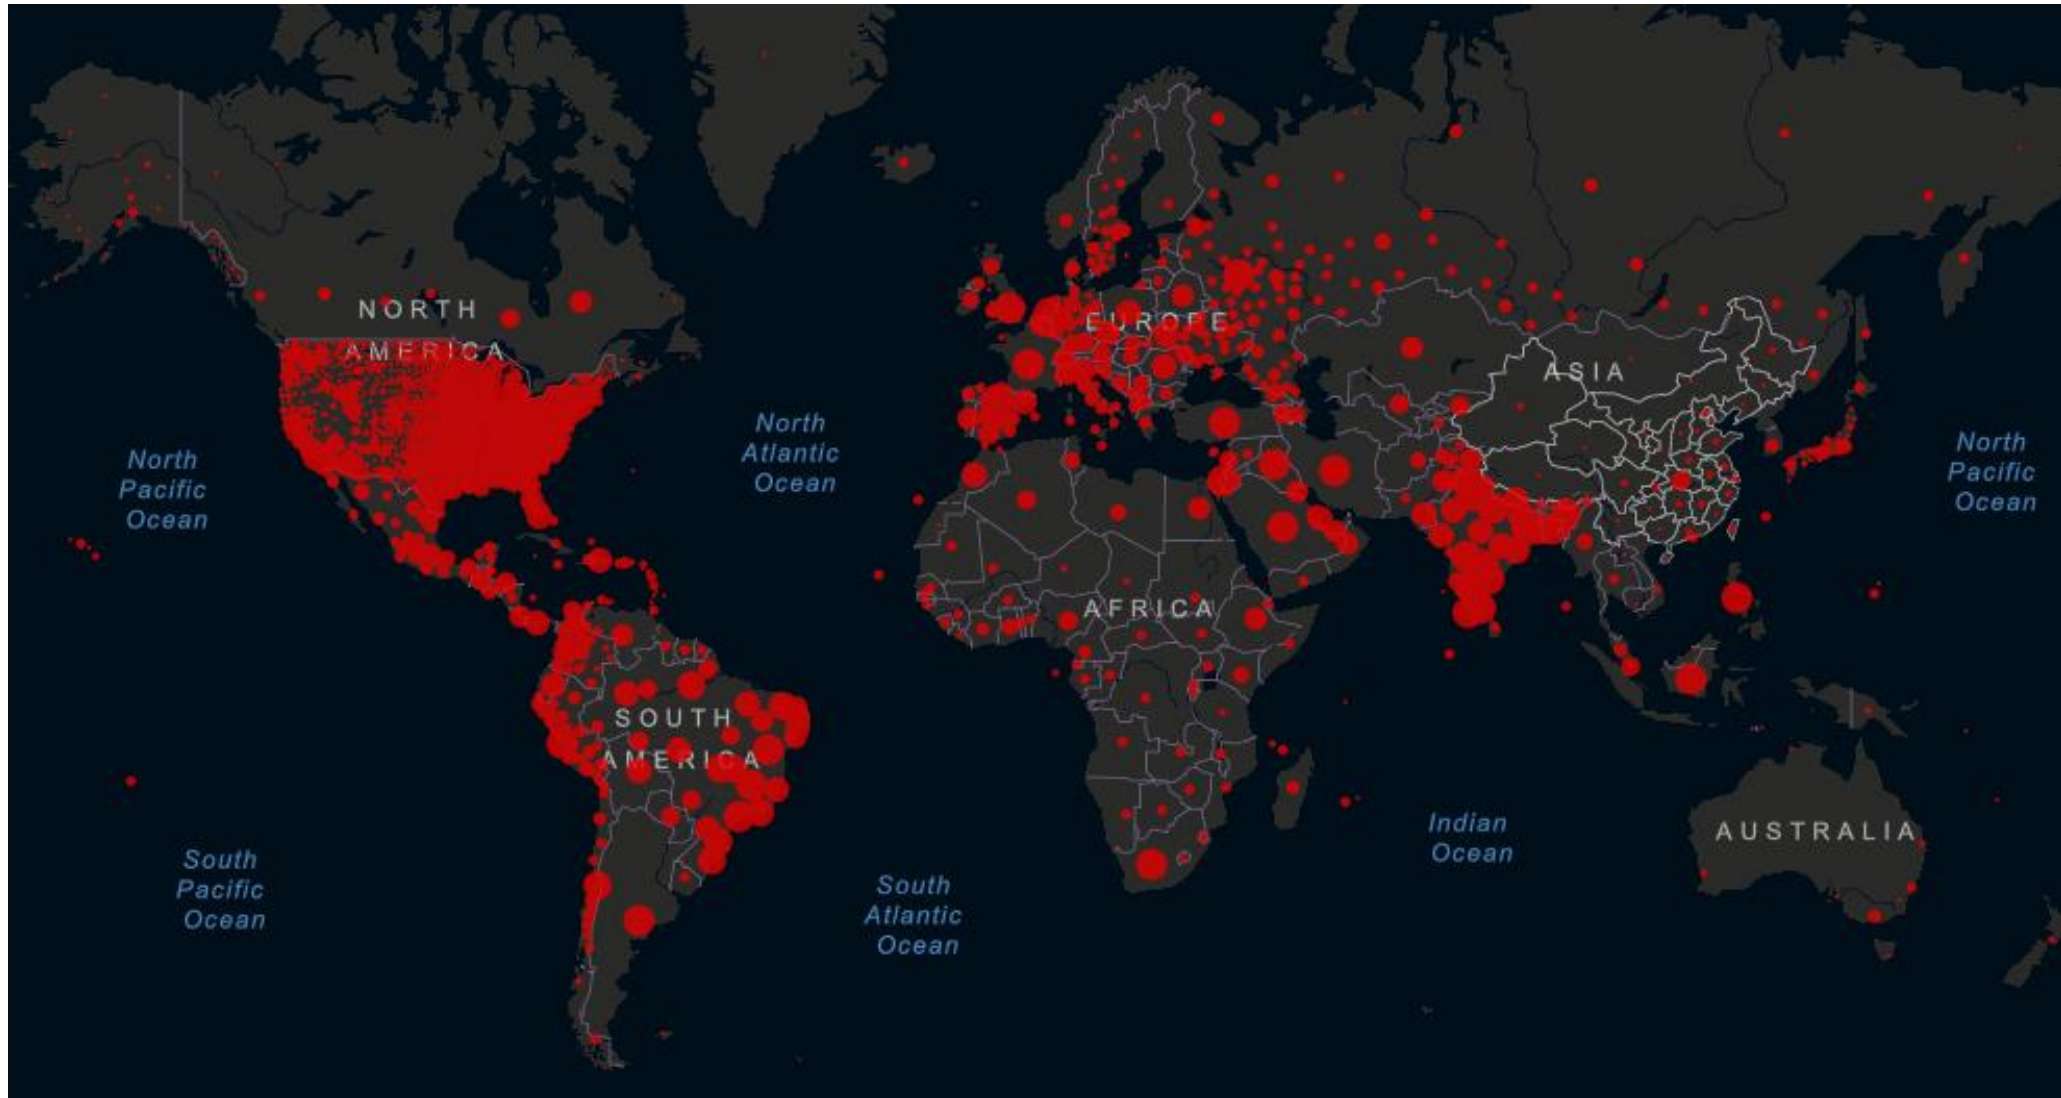 NORTH
AMERICA
EUROPE
ASIA
North
Atlantic
Ocean
North
Pacific
Ocean
North
Pacific
Ocean
AFRICA
SOUTH
AMERICA
Indian
Ocean
AUSTRALIA
South
Pacific
Ocean
South
Atlantic
Ocean